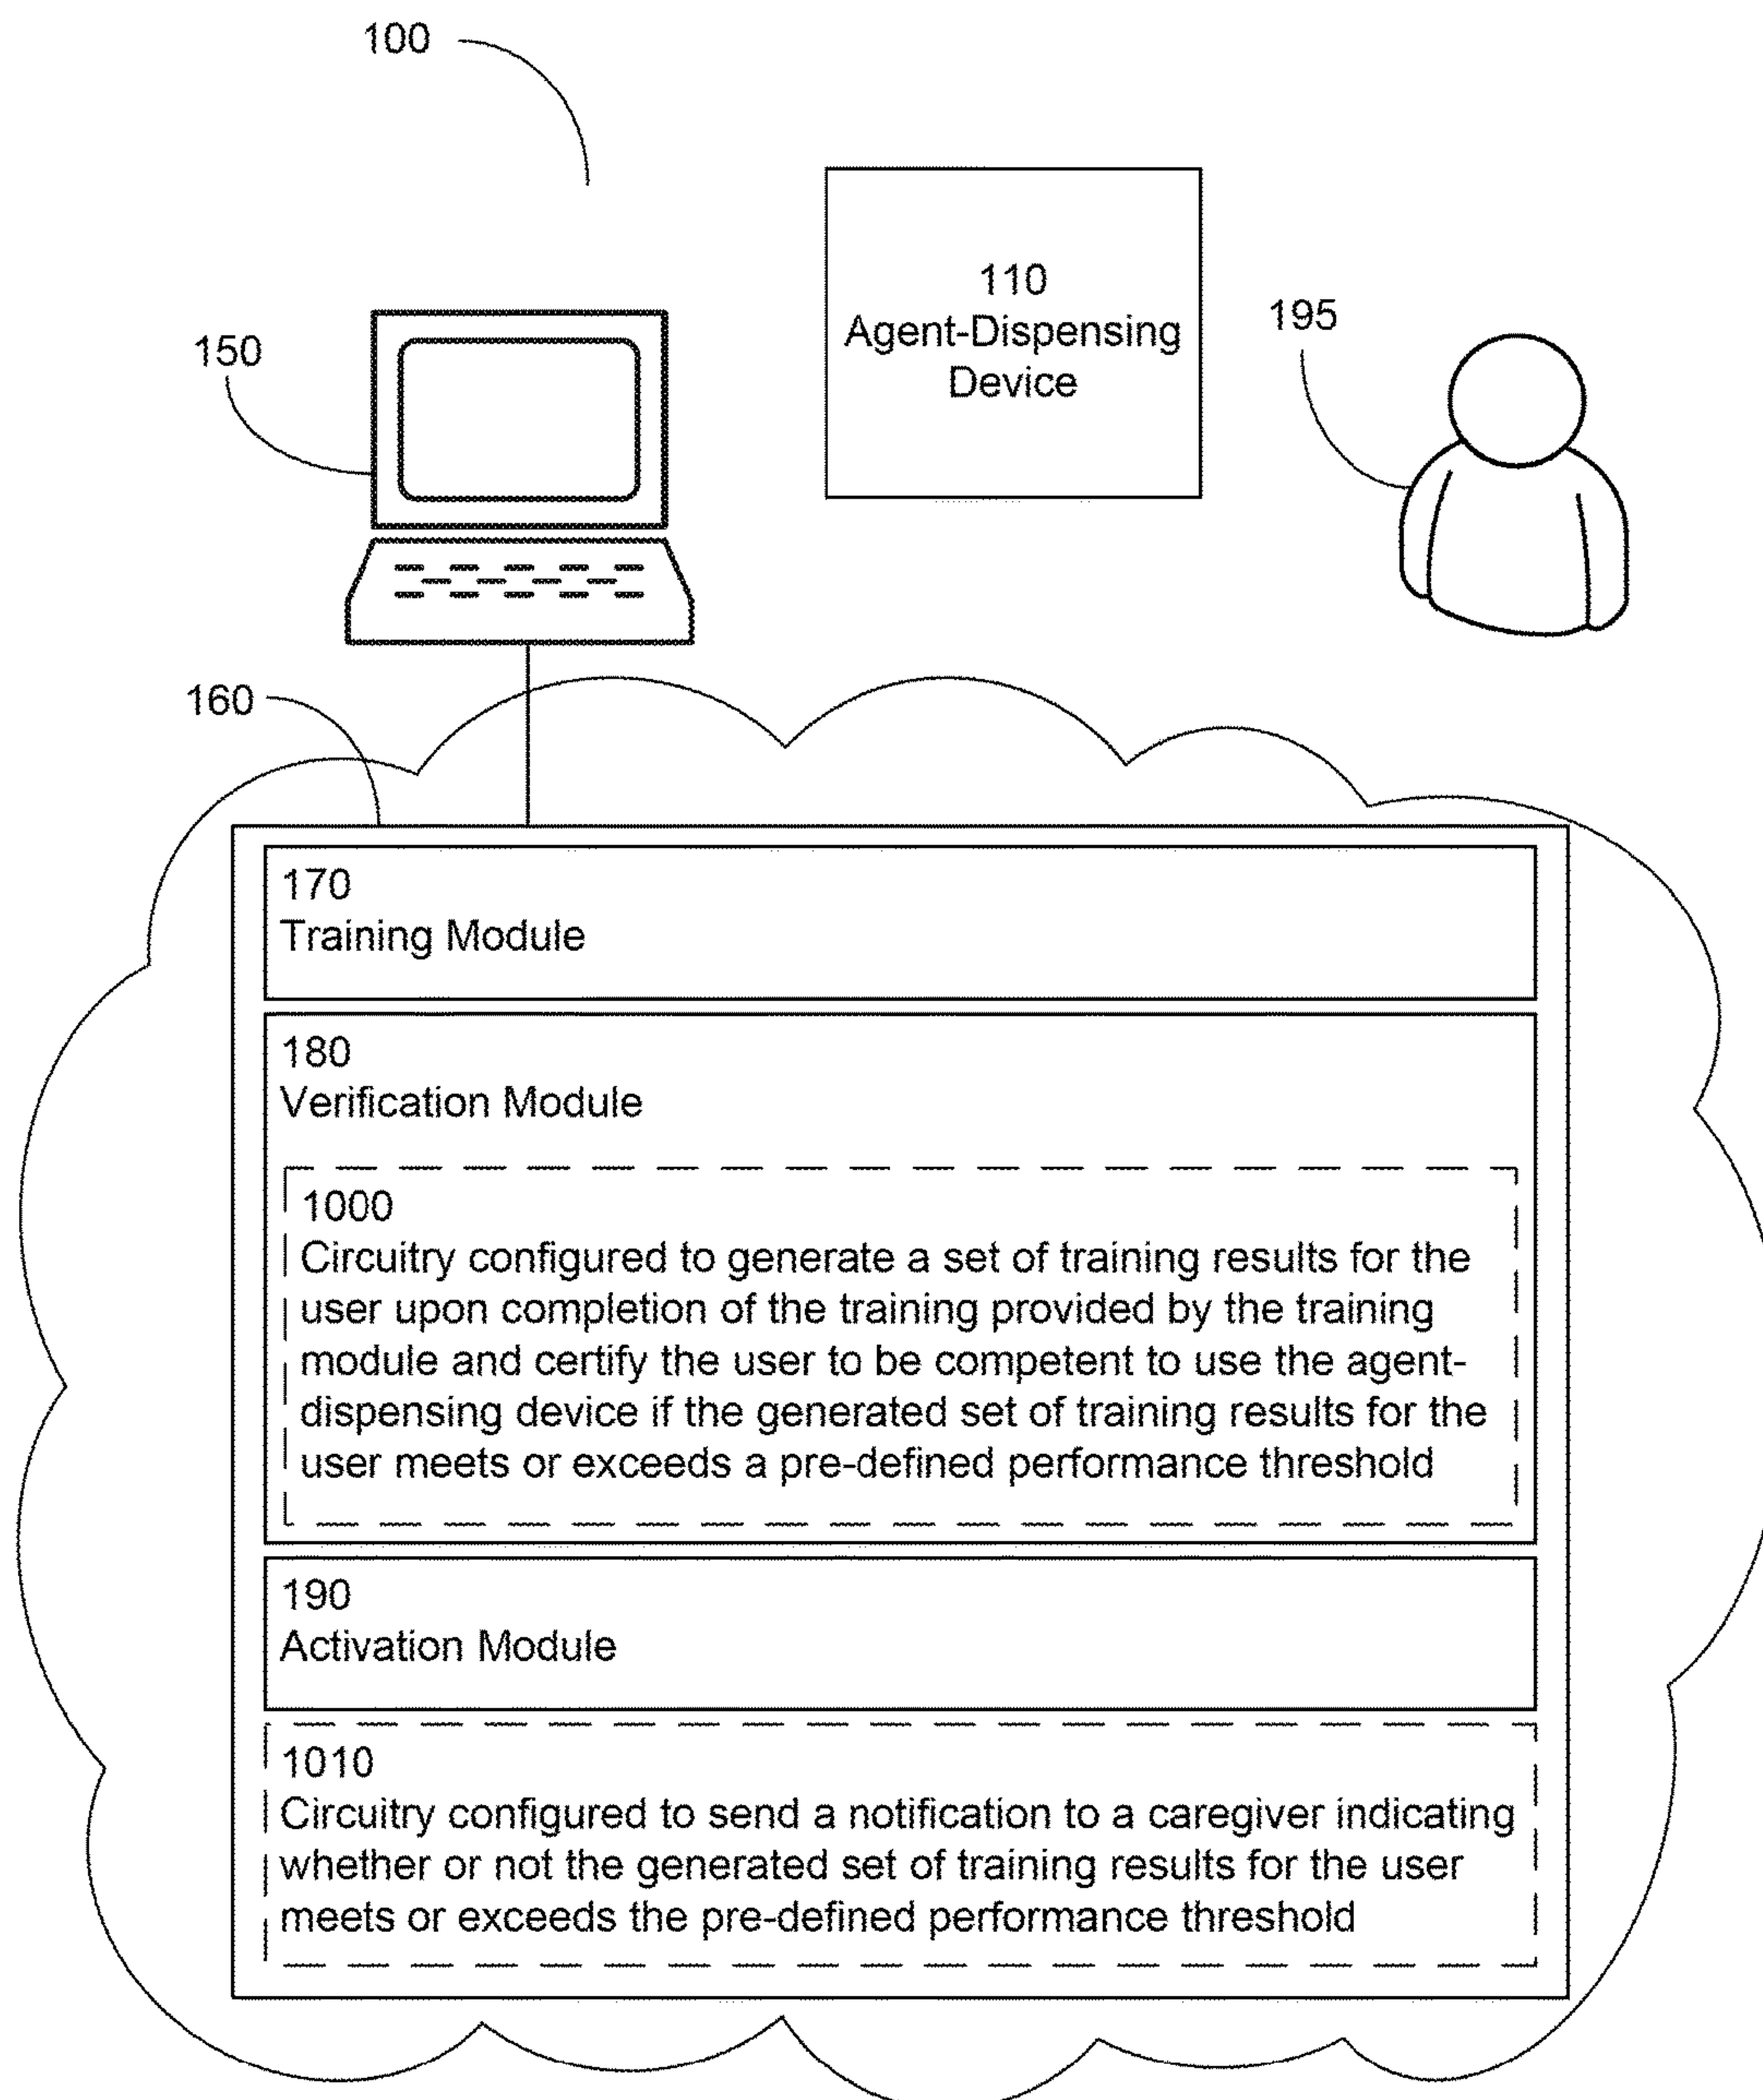 100
110
Agent-Dispensing
Device
195
150
160
170
Training Module
180
Verification Module
1000
Circuitry configured to generate a set of training results for the
user upon completion of the training provided by the training
module and certify the user to be competent to use the agent-
dispensing device if the generated set of training results for the
user meets or exceeds a pre-defined performance threshold
190
Activation Module
1010
Circuitry configured to send a notification to a caregiver indicating
whether or not the generated set of training results for the user
meets or exceeds the pre-defined performance threshold